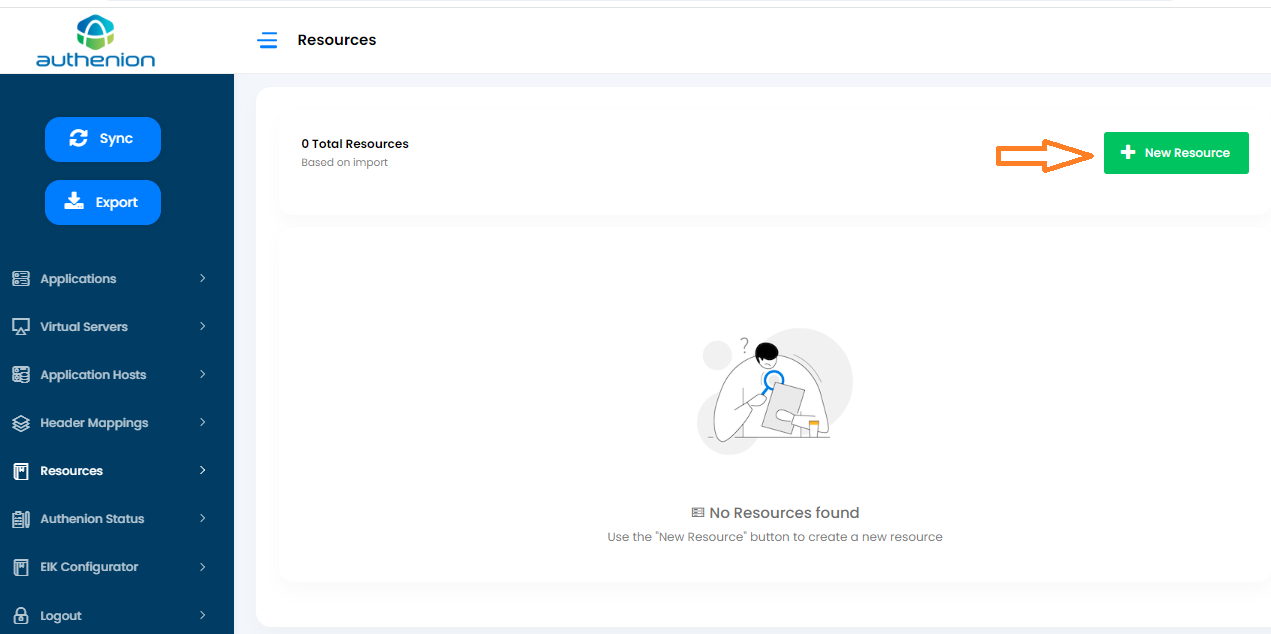 authenion
Resources
Sync
Export
Applications
Virtual Servers
Application Hosts
Header Mappings
Resources
Authenion Status
EIK Configurator
Logout
0 Total Resources
Based on import
New Resource
?
No Resources found
Use the "New Resource" button to create a new resource